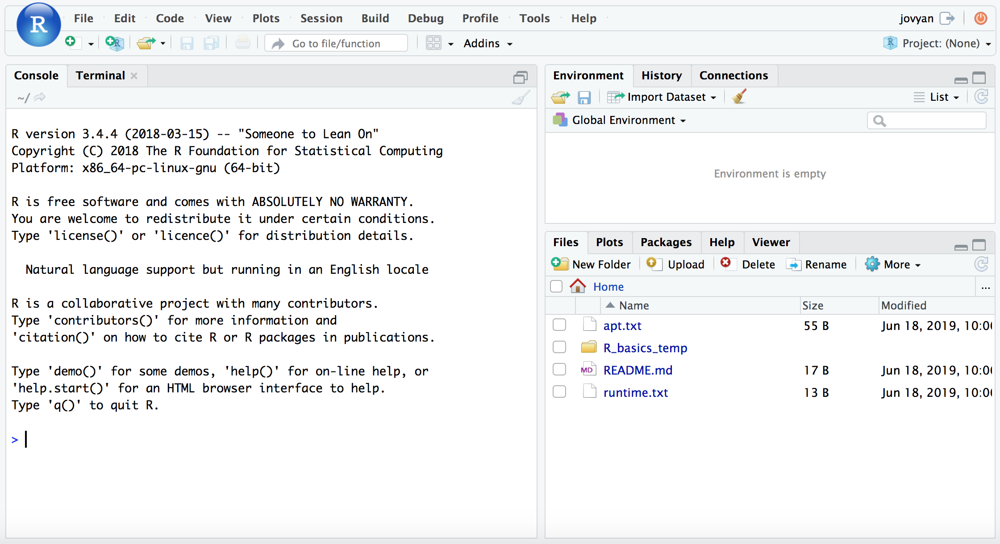 R File Edit Code View Plots Session Build Debug Profile Tools Help jovyan
R Go to file/function Addins R Project: (None)
Console Terminal
~/
R version 3.4.4 (2018-03-15) -- "Someone to Lean On"
Copyright (C) 2018 The R Foundation for Statistical Computing
Platform: x86_64-pc-linux-gnu (64-bit)
R is free software and comes with ABSOLUTELY NO WARRANTY.
You are welcome to redistribute it under certain conditions.
Type 'license()' or 'licence()' for distribution details.
Natural language support but running in an English locale
R is a collaborative project with many contributors.
Type 'contributors()' for more information and
'citation()' on how to cite R or R packages in publications.
Type 'demo()' for some demos, 'help()' for on-line help, or
'help.start()' for an HTML browser interface to help.
Type 'q()' to quit R.
>
Environment History Connections
Import Dataset List
Global Environment
Environment is empty
Files Plots Packages Help Viewer
New Folder Upload Delete Rename More
Home ...
Name Size Modified
apt.txt 55 B Jun 18, 2019, 10:0
R_basics_temp
MD README.md 17 B Jun 18, 2019, 10:0
runtime.txt 13 B Jun 18, 2019, 10:0